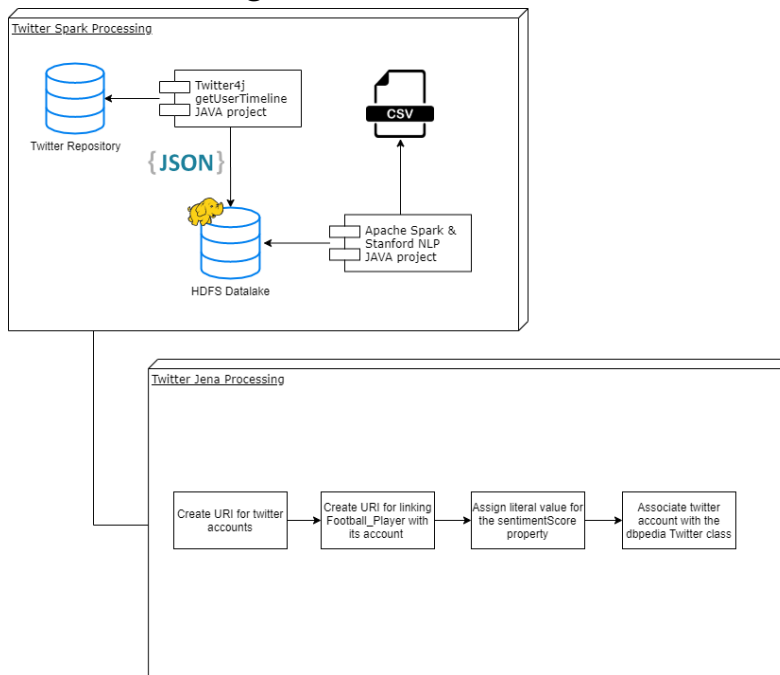 Twitter Spark Processing
Twitter4j
getUserTimeline
JAVA project
CSV
Twitter Repository
{JSON}
Apache Spark &
Stanford NLP
JAVA project
HDFS Datalake
Twitter Jena Processing
Create URI for twitter
accounts
Create URI for linking
Football_Player with
its account
Assign literal value for
the sentimentScore
property
Associate twitter
account with the
dbpedia Twitter class